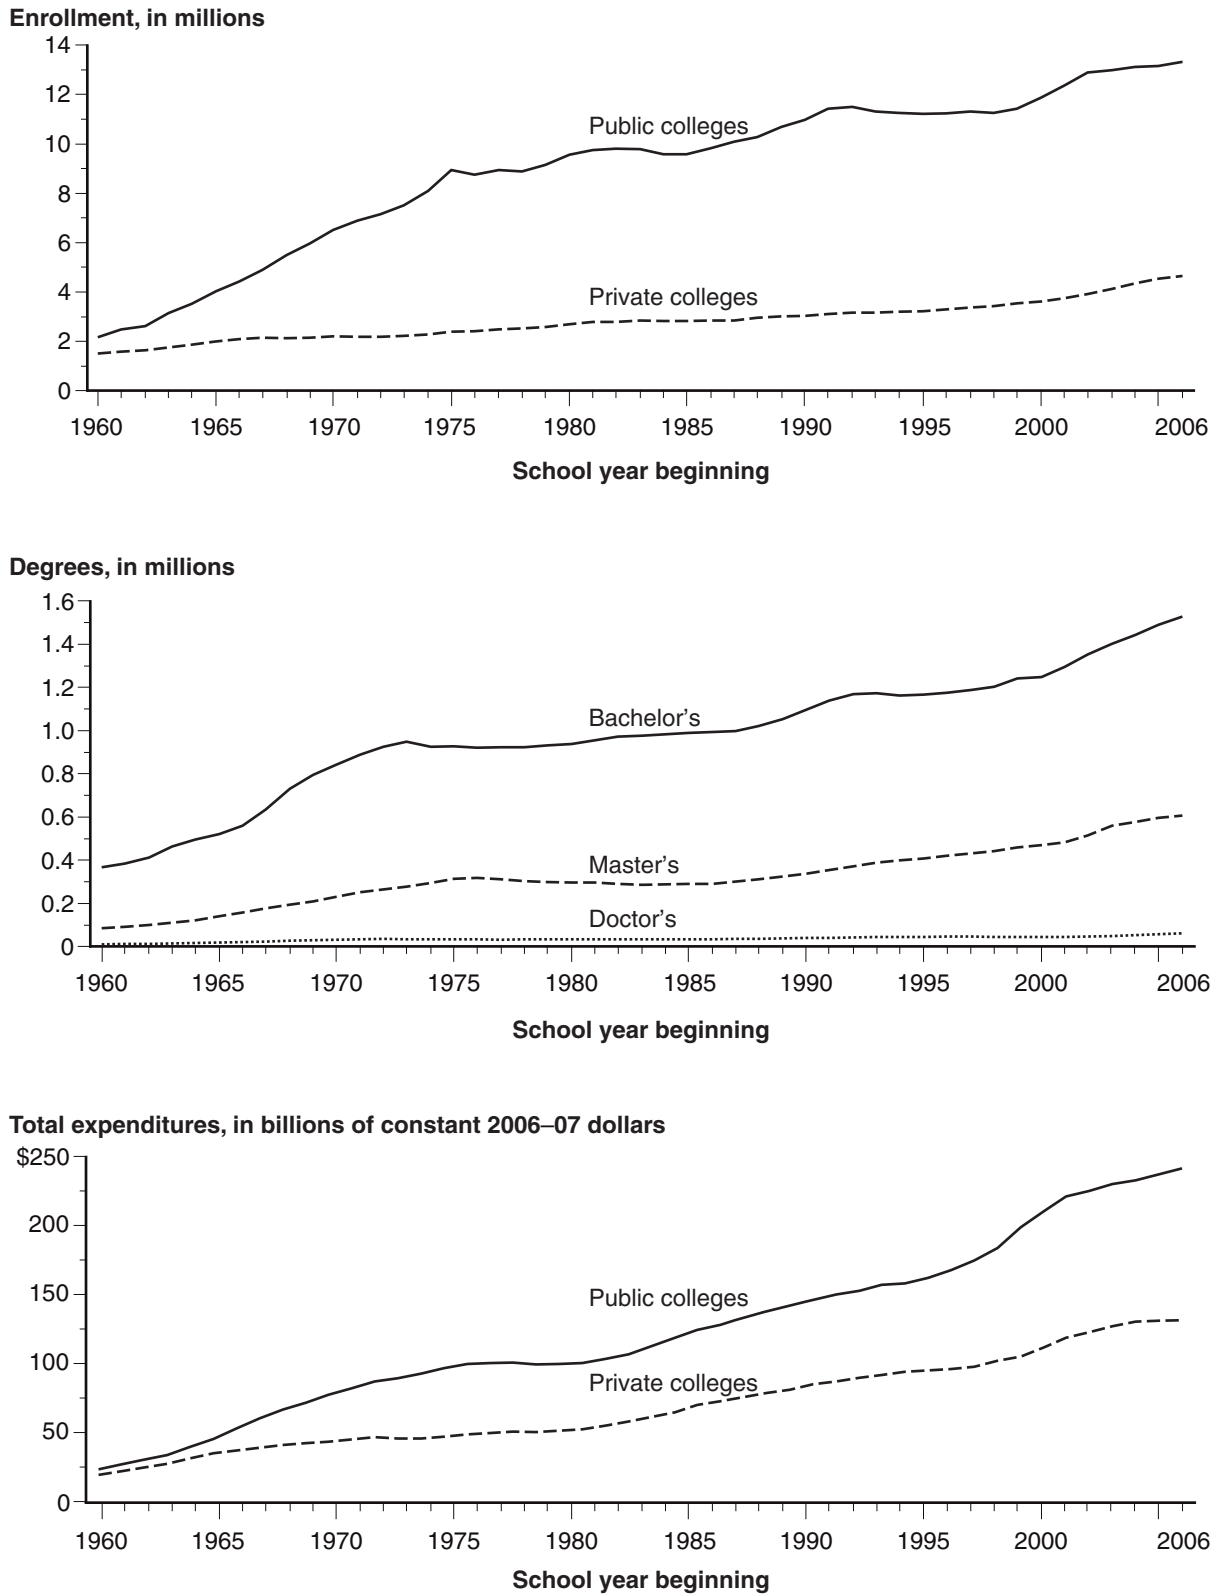 Enrollment, in millions
14
12
10
8
6
4
2
0
Public colleges
Private colleges
1960 1965 1970 1975 1980 1985 1990 1995 2000 2006
School year beginning
Degrees, in millions
1.6
1.4
1.2
1.0
0.8
0.6
0.4
0.2
0
Bachelor’s
Master’s
Doctor’s
1960 1965 1970 1975 1980 1985 1990 1995 2000 2006
School year beginning
Total expenditures, in billions of constant 2006–07 dollars
$250
200
150
100
50
0
Public colleges
Private colleges
1960 1965 1970 1975 1980 1985 1990 1995 2000 2006
School year beginning